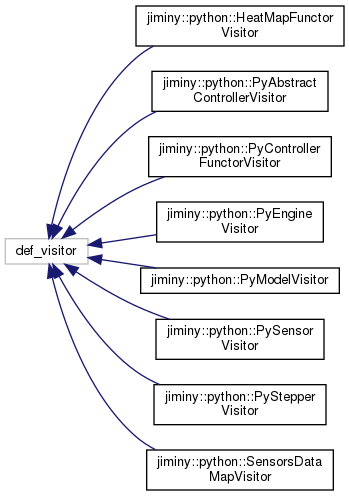 jiminy::python::HeatMapFunctor
Visitor
jiminy::python::PyAbstract
ControllerVisitor
jiminy::python::PyController
FunctorVisitor
jiminy::python::PyEngine
Visitor
def_visitor
jiminy::python::PyModelVisitor
jiminy::python::PySensor
Visitor
jiminy::python::PyStepper
Visitor
jiminy::python::SensorsData
MapVisitor